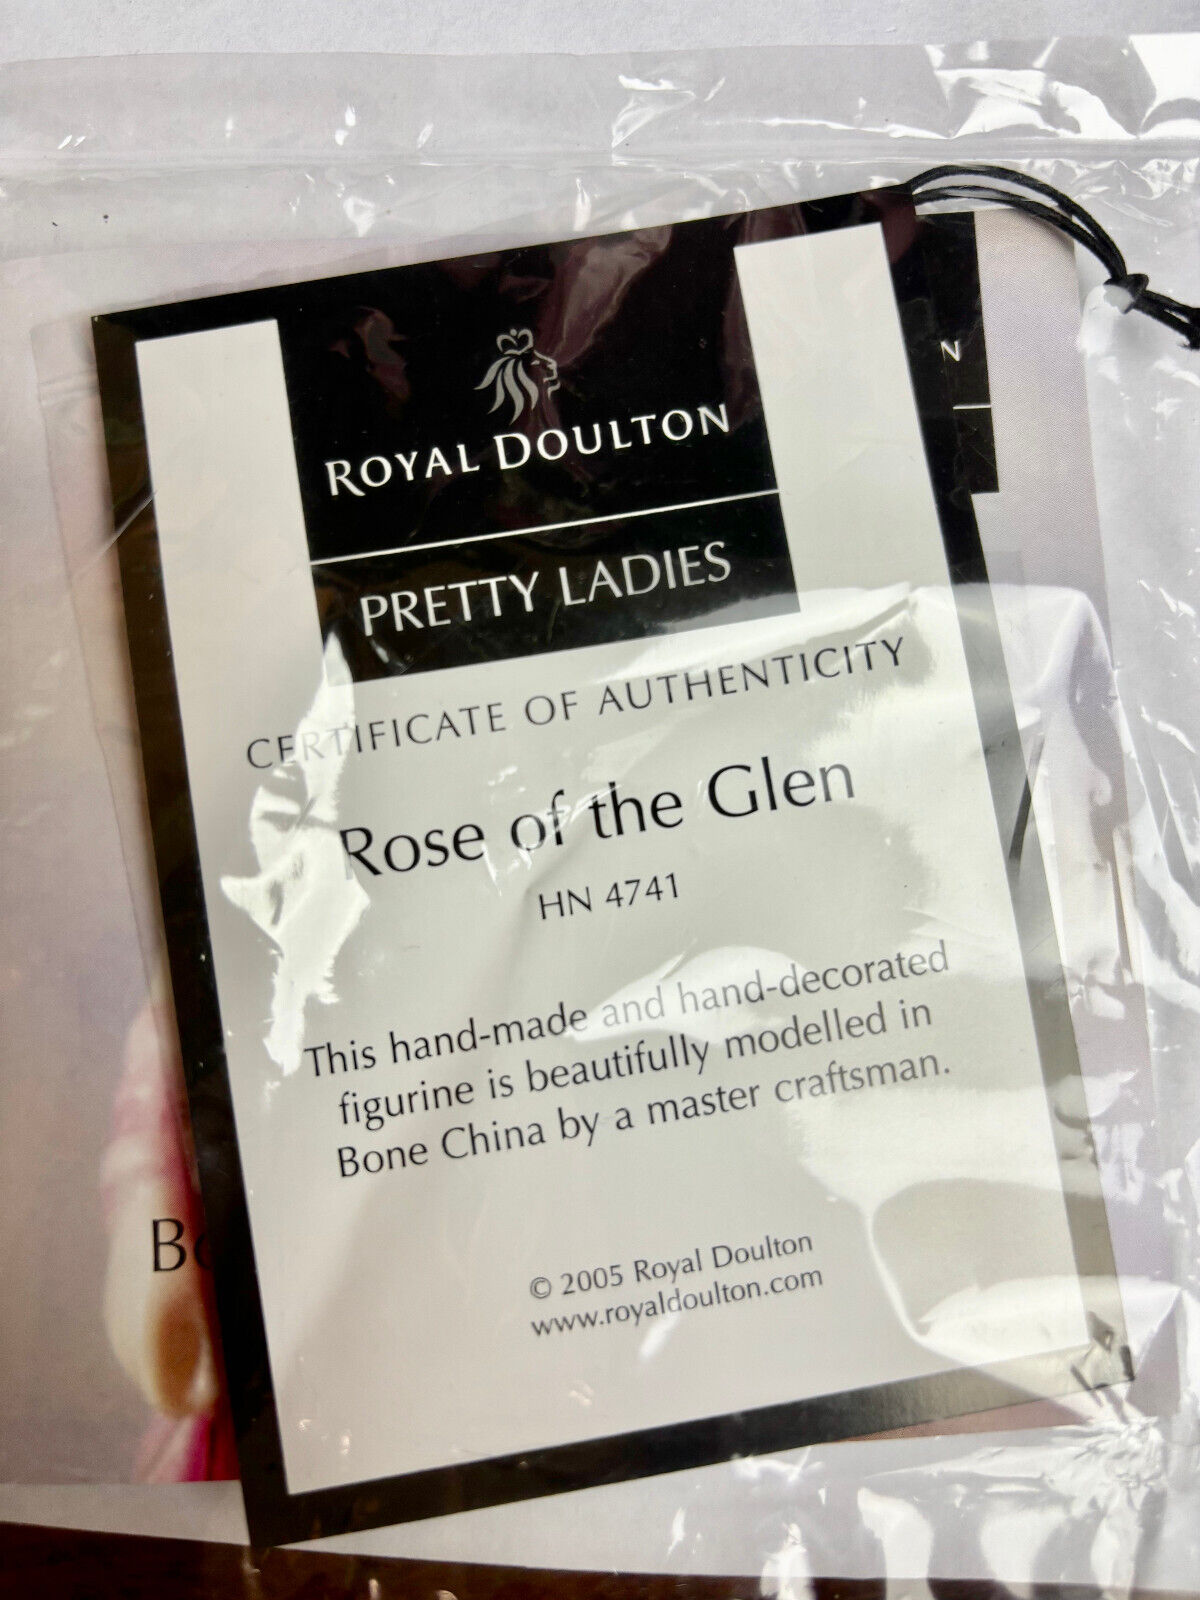 ROYAL DOULTON
PRETTY LADIES
CERTIFICATE OF AUTHENTICITY
Rose of the Glen
HN 4741
This hand-made and hand-decorated
figurine is beautifully modelled in
Bone China by a master craftsman.
© 2005 Royal Doulton
www.royaldoulton.com